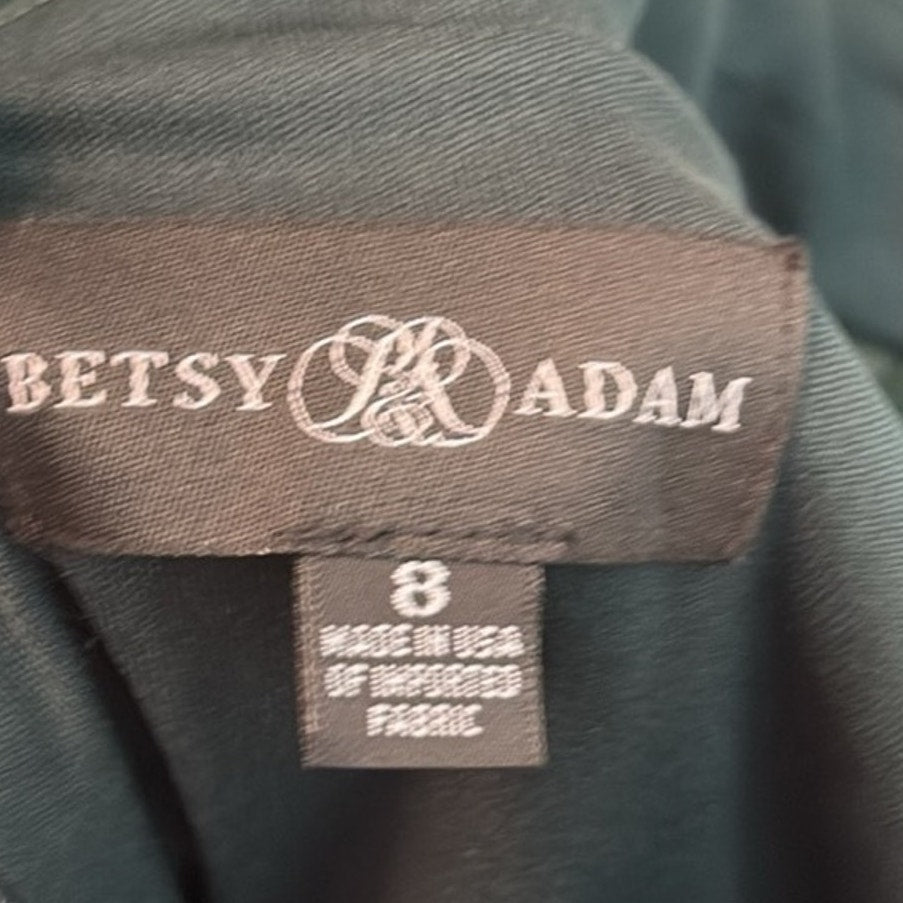 BETSY ADAM
8
MADE IN USA
OF IMPORTED
FABRIC